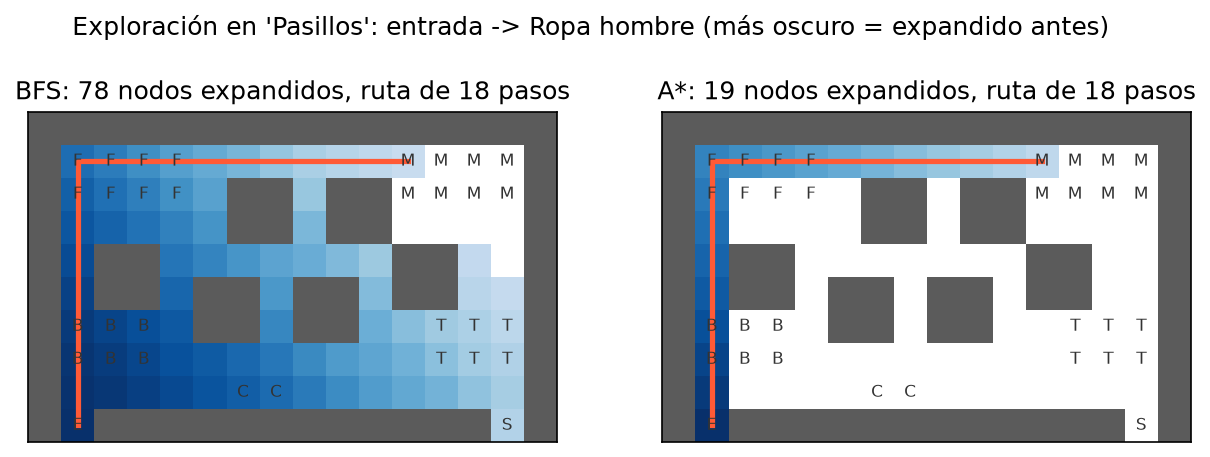 Exploración en 'Pasillos': entrada -> Ropa hombre (más oscuro = expandido antes)
BFS: 78 nodos expandidos, ruta de 18 pasos
F F F F M M M M
F F F F M M M M
B B B T T T
B B B T T T
C C
S
A*: 19 nodos expandidos, ruta de 18 pasos
F F F F M M M M
F F F F M M M M
B B B T T T
B B B T T T
C C
S